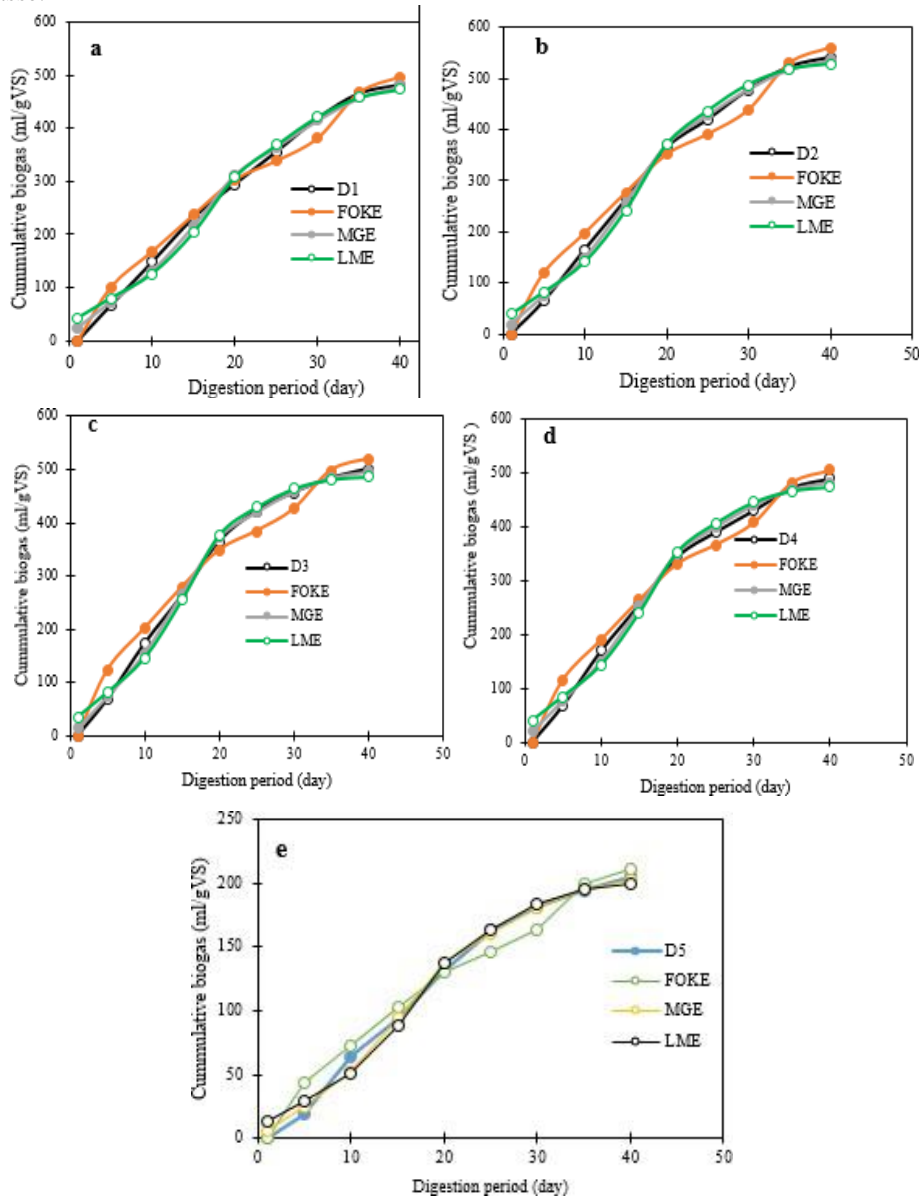 a
600
500
400
300
200
100
0
Cummulative biogas (ml/gVS)
D1
FOKE
MGE
LME
0 10 20 30 40
Digestion period (day)
b
600
500
400
300
200
100
0
Cummulative biogas (ml/gVS)
D2
FOKE
MGE
LME
0 10 20 30 40 50
Digestion period (day)
c
600
500
400
300
200
100
0
Cummulative biogas (ml/gVS)
D3
FOKE
MGE
LME
0 10 20 30 40 50
Digestion period (day)
d
600
500
400
300
200
100
0
Cummulative biogas (ml/gVS )
D4
FOKE
MGE
LME
0 10 20 30 40 50
Digestion period (day)
e
250
200
150
100
50
0
Cummulative biogas (ml/gVS)
D5
FOKE
MGE
LME
0 10 20 30 40 50
Digestion period (day)